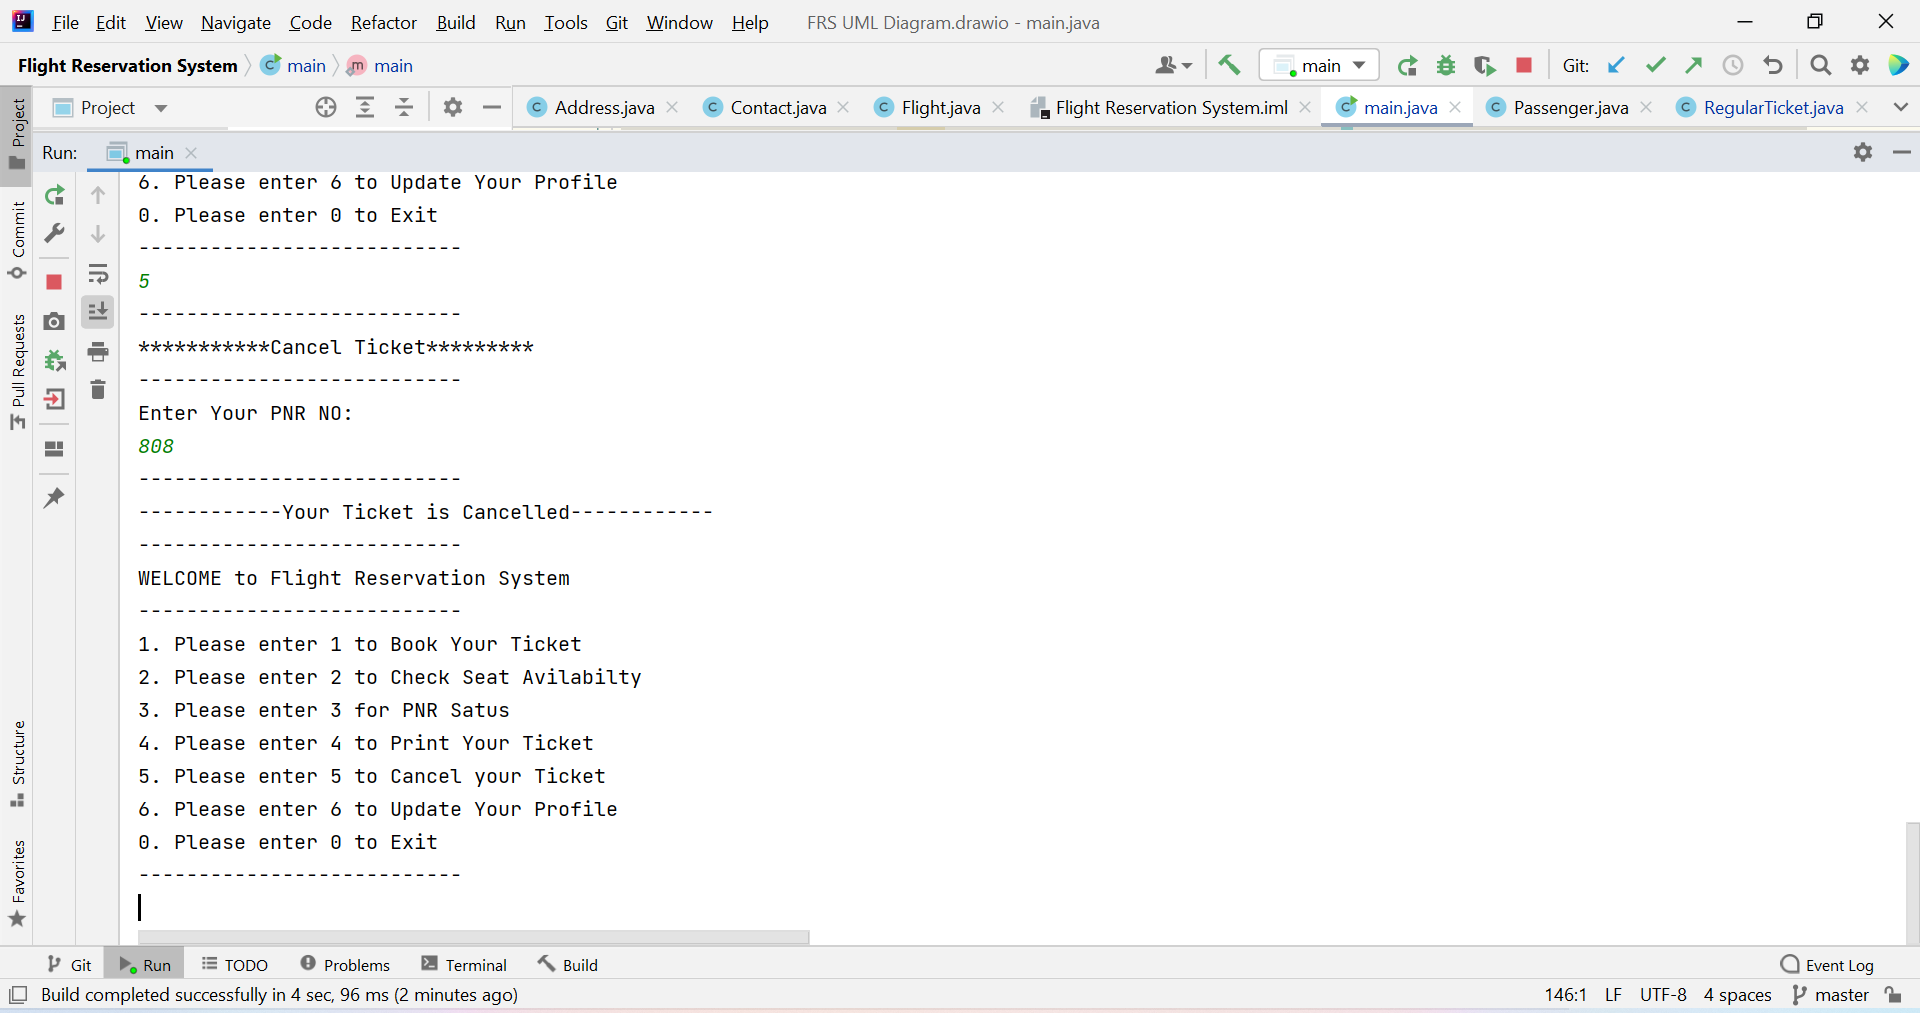 File Edit View Navigate Code Refactor Build Run Tools Git Window Help FRS UML Diagram.drawio - main.java
Flight Reservation System main main main Git:
Project Address.java Contact.java Flight.java Flight Reservation System.iml main.java Passenger.java RegularTicket.java
Run: main
Project
Commit
Pull Requests
Structure
Favorites
6. Please enter 6 to Update Your Profile
0. Please enter 0 to Exit
---------------------------
5
---------------------------
***********Cancel Ticket*********
---------------------------
Enter Your PNR NO:
808
---------------------------
------------Your Ticket is Cancelled------------
---------------------------
WELCOME to Flight Reservation System
---------------------------
1. Please enter 1 to Book Your Ticket
2. Please enter 2 to Check Seat Avilabilty
3. Please enter 3 for PNR Satus
4. Please enter 4 to Print Your Ticket
5. Please enter 5 to Cancel your Ticket
6. Please enter 6 to Update Your Profile
0. Please enter 0 to Exit
---------------------------
Git Run TODO Problems Terminal Build Event Log
Build completed successfully in 4 sec, 96 ms (2 minutes ago) 146:1 LF UTF-8 4 spaces master